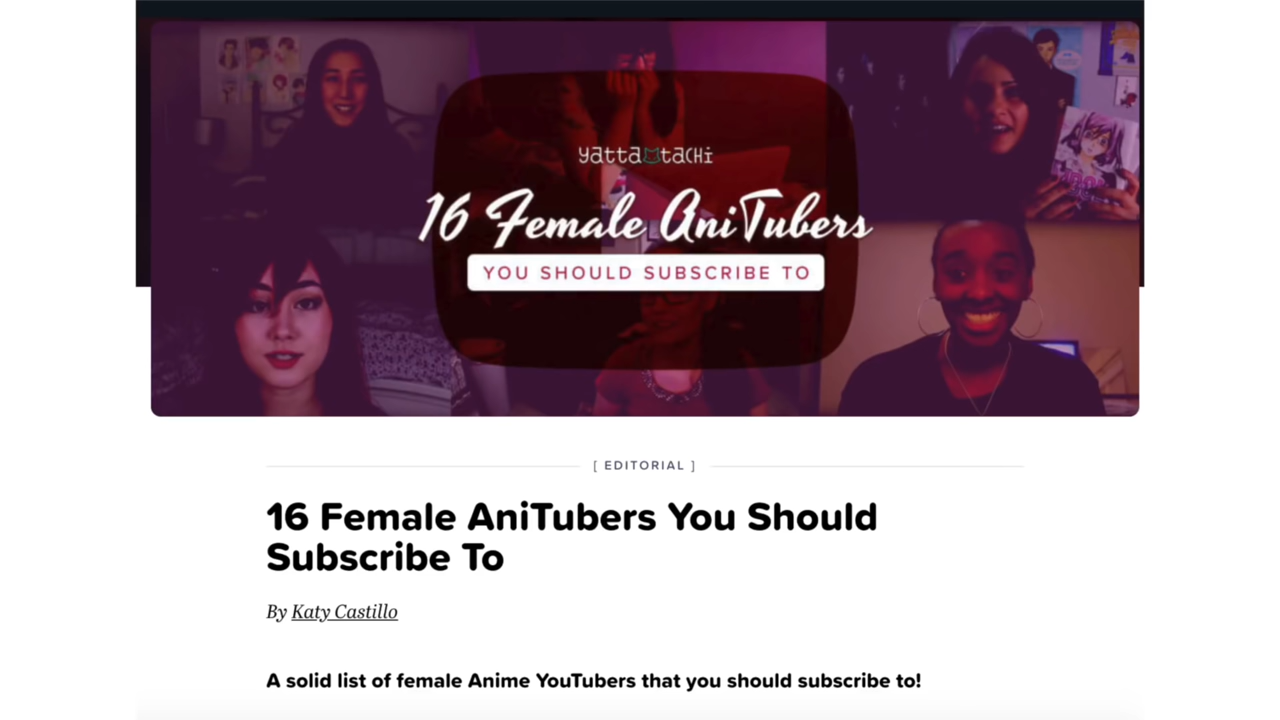 yattatachi
16 Female AniTubers
YOU SHOULD SUBSCRIBE TO
[ EDITORIAL ]
16 Female AniTubers You Should
Subscribe To
By Katy Castillo
A solid list of female Anime YouTubers that you should subscribe to!